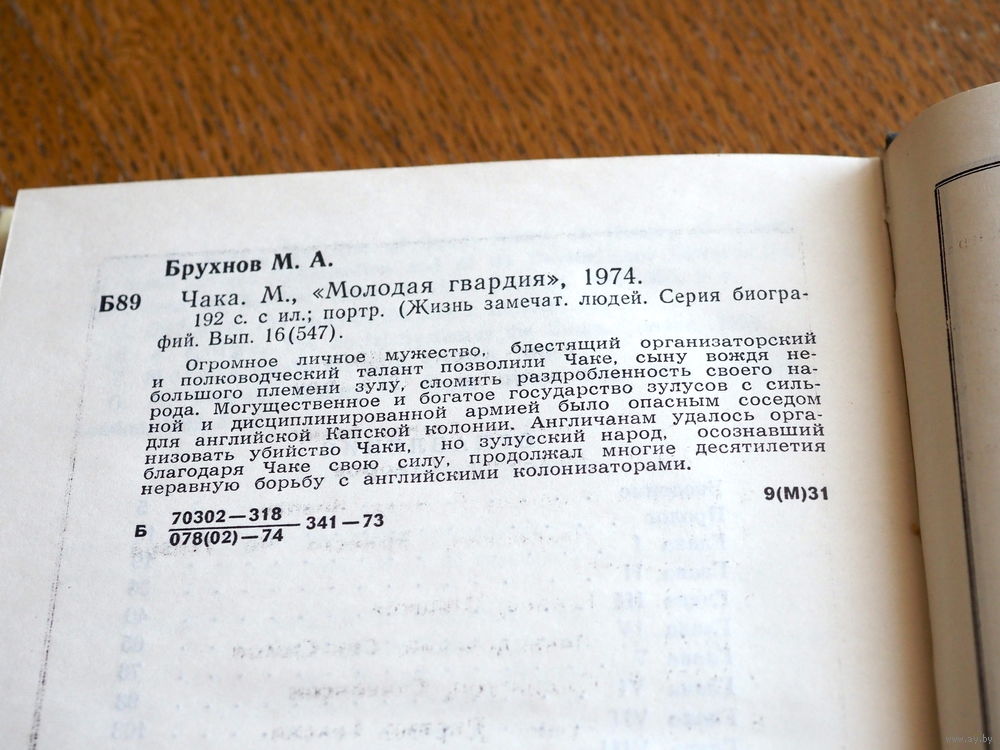 Брухнов М. А.
Б89 Чака. М., «Молодая гвардия», 1974.
192 с. с ил.; портр. (Жизнь замечат. людей. Серия биогра-
фий. Вып. 16(547).
Огромное личное мужество, блестящий организаторский
и полководческий талант позволили Чаке, сыну вождя не-
большого племени зулу, сломить раздробленность своего на-
рода. Могущественное и богатое государство зулусов с силь-
ной и дисциплинированной армией было опасным соседом
для английской Капской колонии. Англичанам удалось орга-
низовать убийство Чаки, но зулусский народ, осознавший
благодаря Чаке свою силу, продолжал многие десятилетия
неравную борьбу с английскими колонизаторами.
9(М)31
70302—318
Б 341—73
078(02)—74
www.ay.by